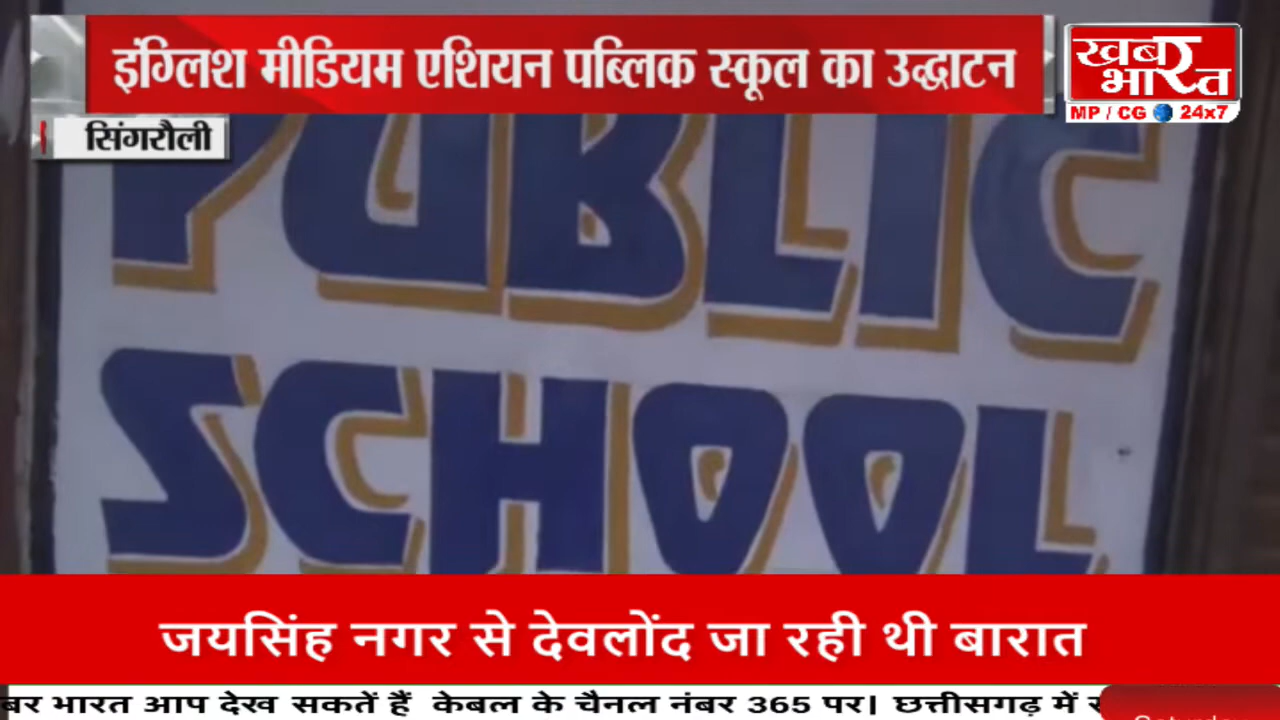 इंग्लिश मीडियम एशियन पब्लिक स्कूल का उद्धाटन
खबर भारत
MP / CG 24x7
सिंगरौली
PUBLIC
SCHOOL
जयसिंह नगर से देवलोंद जा रही थी बारात
बर भारत आप देख सकतें हैं केबल के चैनल नंबर 365 पर। छत्तीसगढ़ में